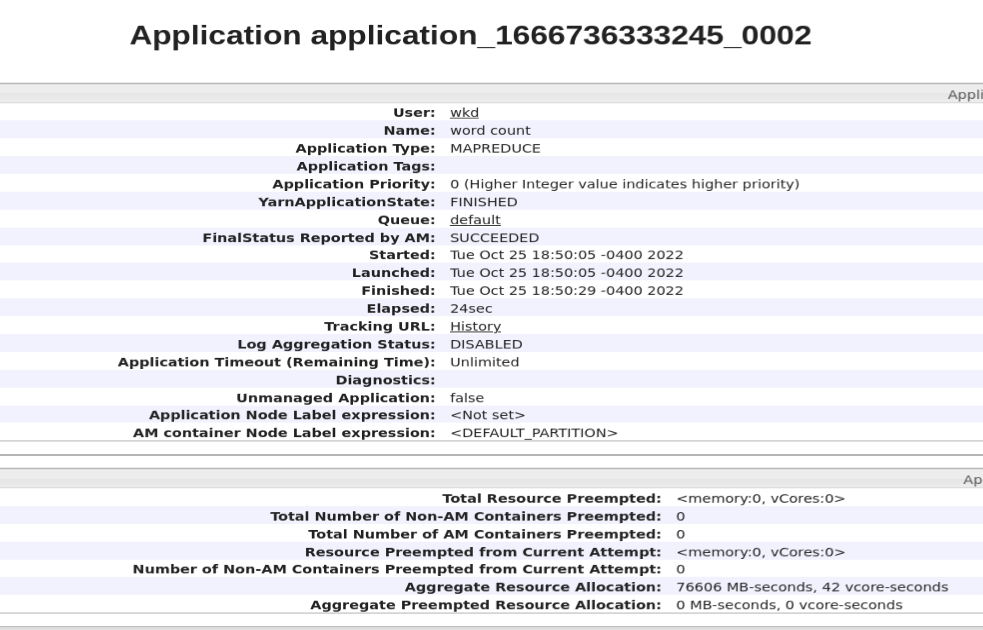 Application application_1666736333245_0002
Appli
User: wkd
Name: word count
Application Type: MAPREDUCE
Application Tags:
Application Priority: 0 (Higher Integer value indicates higher priority)
YarnApplicationState: FINISHED
Queue: default
FinalStatus Reported by AM: SUCCEEDED
Started: Tue Oct 25 18:50:05 -0400 2022
Launched: Tue Oct 25 18:50:05 -0400 2022
Finished: Tue Oct 25 18:50:29 -0400 2022
Elapsed: 24sec
Tracking URL: History
Log Aggregation Status: DISABLED
Application Timeout (Remaining Time): Unlimited
Diagnostics:
Unmanaged Application: false
Application Node Label expression: <Not set>
AM container Node Label expression: <DEFAULT_PARTITION>
Ap
Total Resource Preempted: <memory:0, vCores:0>
Total Number of Non-AM Containers Preempted: 0
Total Number of AM Containers Preempted: 0
Resource Preempted from Current Attempt: <memory:0, vCores:0>
Number of Non-AM Containers Preempted from Current Attempt: 0
Aggregate Resource Allocation: 76606 MB-seconds, 42 vcore-seconds
Aggregate Preempted Resource Allocation: 0 MB-seconds, 0 vcore-seconds